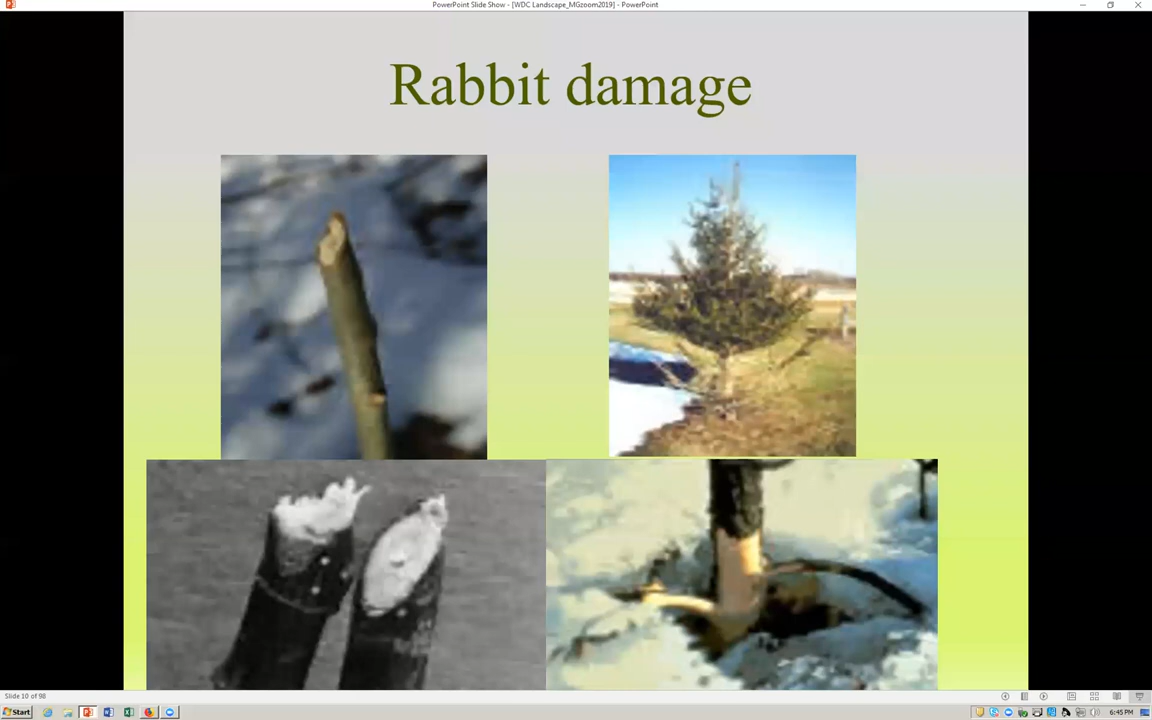 PowerPoint Slide Show - [WDC Landscape_MGzoom2019] - PowerPoint
Rabbit damage
Slide 10 of 98
Start
6:45 PM